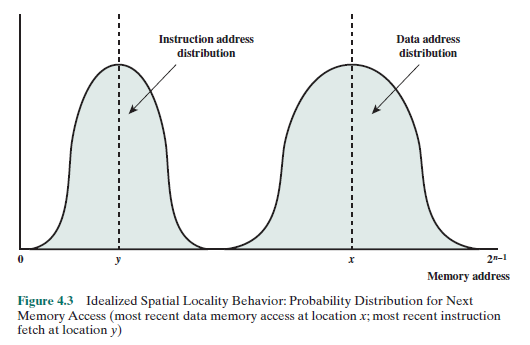 Instruction address
distribution
Data address
distribution
0
y
x
2ⁿ⁻¹
Memory address
Figure 4.3 Idealized Spatial Locality Behavior: Probability Distribution for Next
Memory Access (most recent data memory access at location x; most recent instruction
fetch at location y)